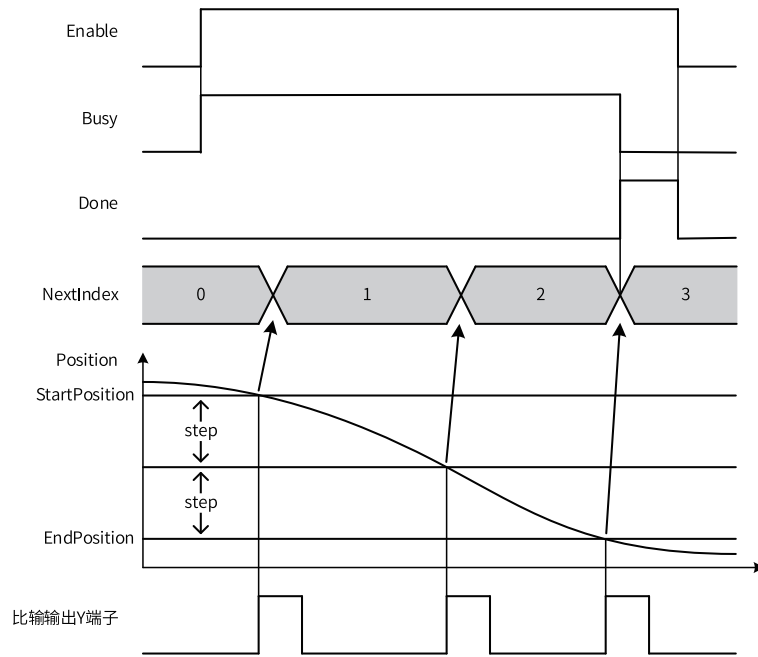 Enable
Busy
Done
NextIndex
0
1
2
3
Position
StartPosition
step
step
EndPosition
比输输出Y端子